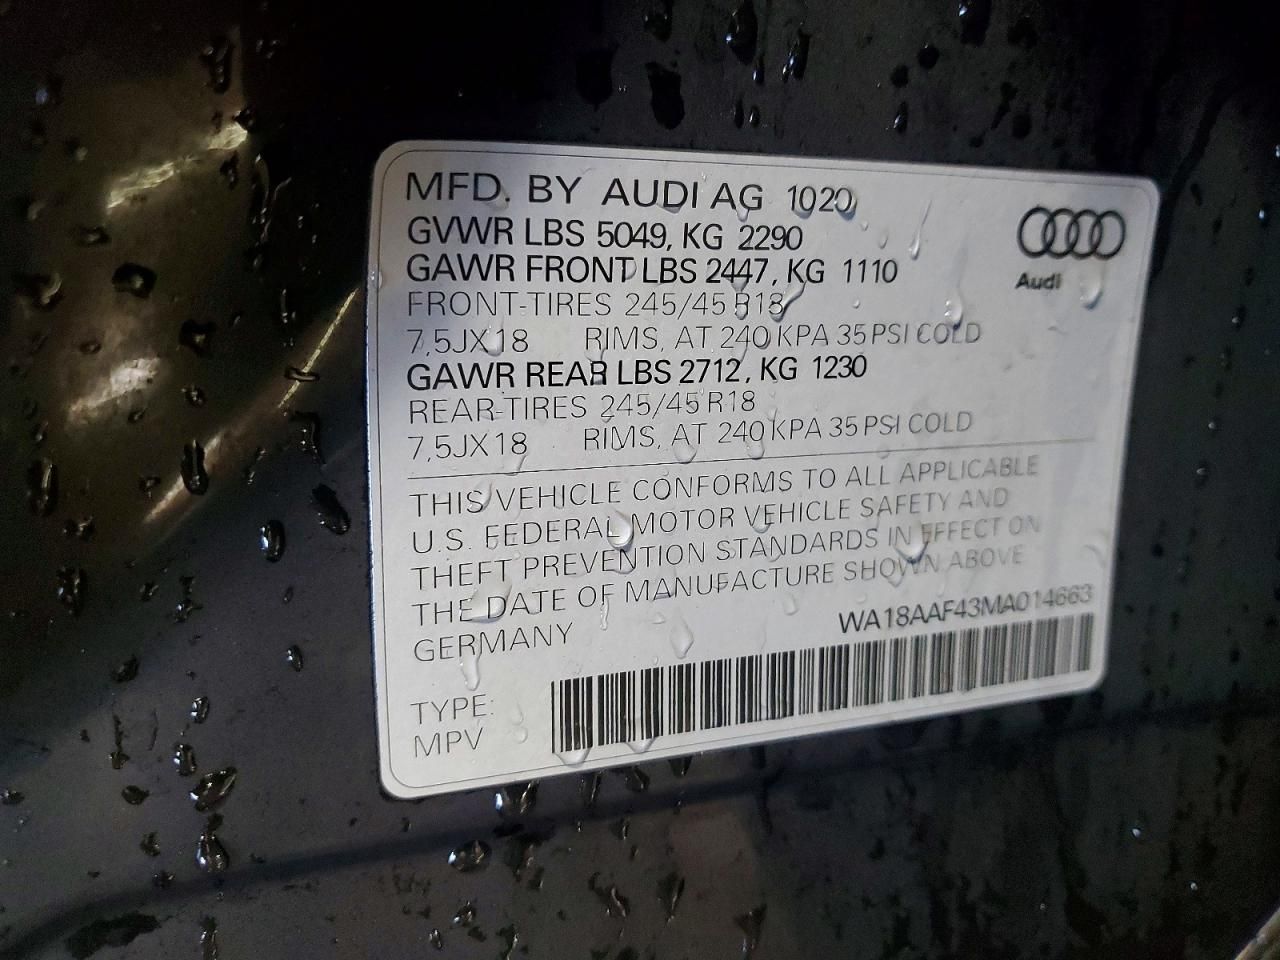 MFD. BY AUDI AG 1020
GVWR LBS 5049, KG 2290
GAWR FRONT LBS 2447, KG 1110
FRONT-TIRES 245/45 R18
7,5JX18 RIMS, AT 240 KPA 35 PSI COLD
GAWR REAR LBS 2712, KG 1230
REAR-TIRES 245/45 R18
7,5JX18 RIMS, AT 240 KPA 35 PSI COLD
Audi
THIS VEHICLE CONFORMS TO ALL APPLICABLE
U.S. FEDERAL MOTOR VEHICLE SAFETY AND
THEFT PREVENTION STANDARDS IN EFFECT ON
THE DATE OF MANUFACTURE SHOWN ABOVE
GERMANY
WA18AAF43MA014663
TYPE:
MPV